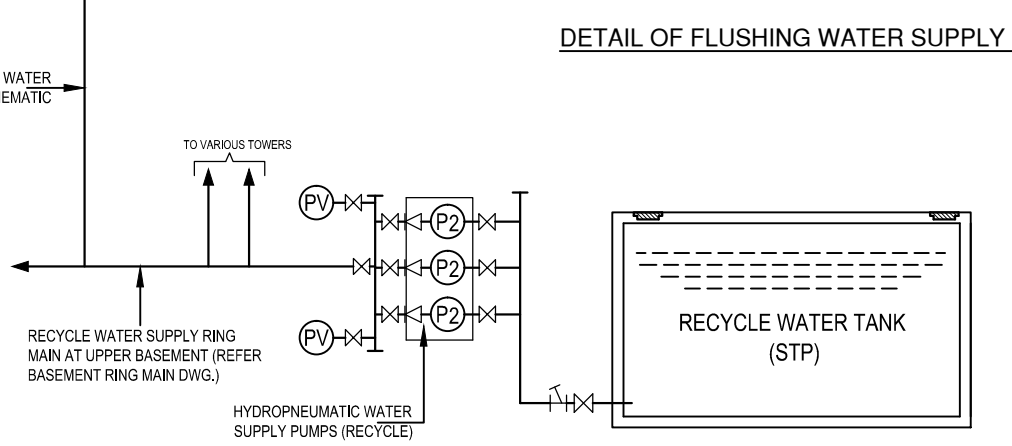 DETAIL OF FLUSHING WATER SUPPLY
WATER
TO VARIOUS TOWERS
PV
P2
P2
P2
PV
RECYCLE WATER TANK
(STP)
RECYCLE WATER SUPPLY RING
MAIN AT UPPER BASEMENT (REFER
BASEMENT RING MAIN DWG.)
HYDROPNEUMATIC WATER
SUPPLY PUMPS (RECYCLE)